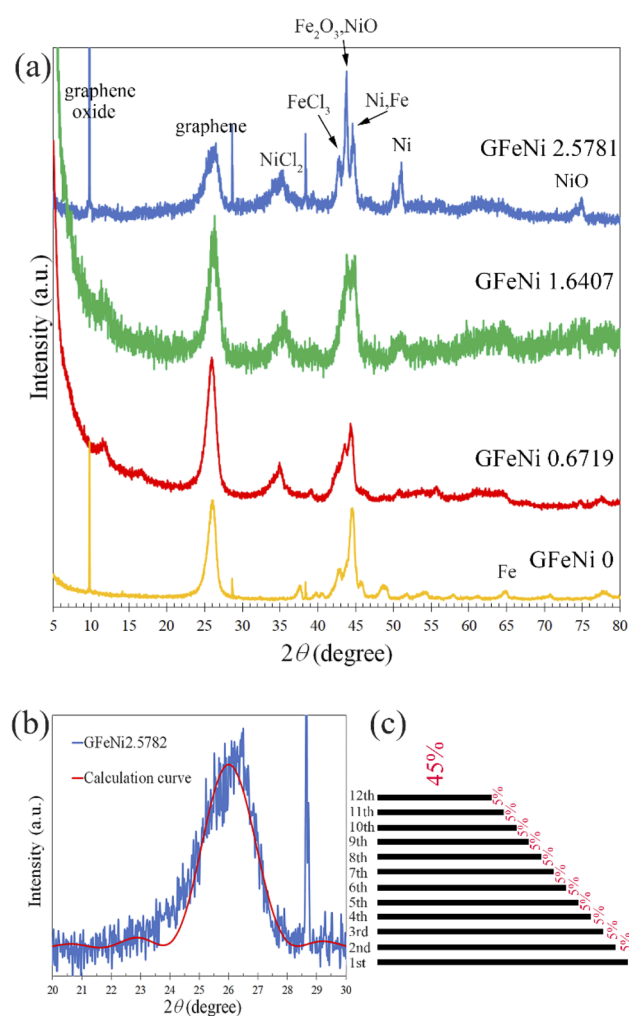 (a)
Fe₂O₃,NiO
graphene
oxide
graphene
NiCl₂
FeCl₃
Ni,Fe
Ni
NiO
GFeNi 2.5781
GFeNi 1.6407
GFeNi 0.6719
GFeNi 0
Fe
Intensity (a.u.)
5 10 15 20 25 30 35 40 45 50 55 60 65 70 75 80
2θ (degree)
(b)
GFeNi2.5782
Calculation curve
Intensity (a.u.)
20 21 22 23 24 25 26 27 28 29 30
2θ (degree)
(c)
45%
12th
5%
11th
5%
10th
5%
9th
5%
8th
5%
7th
5%
6th
5%
5th
5%
4th
5%
3rd
5%
2nd
5%
1st